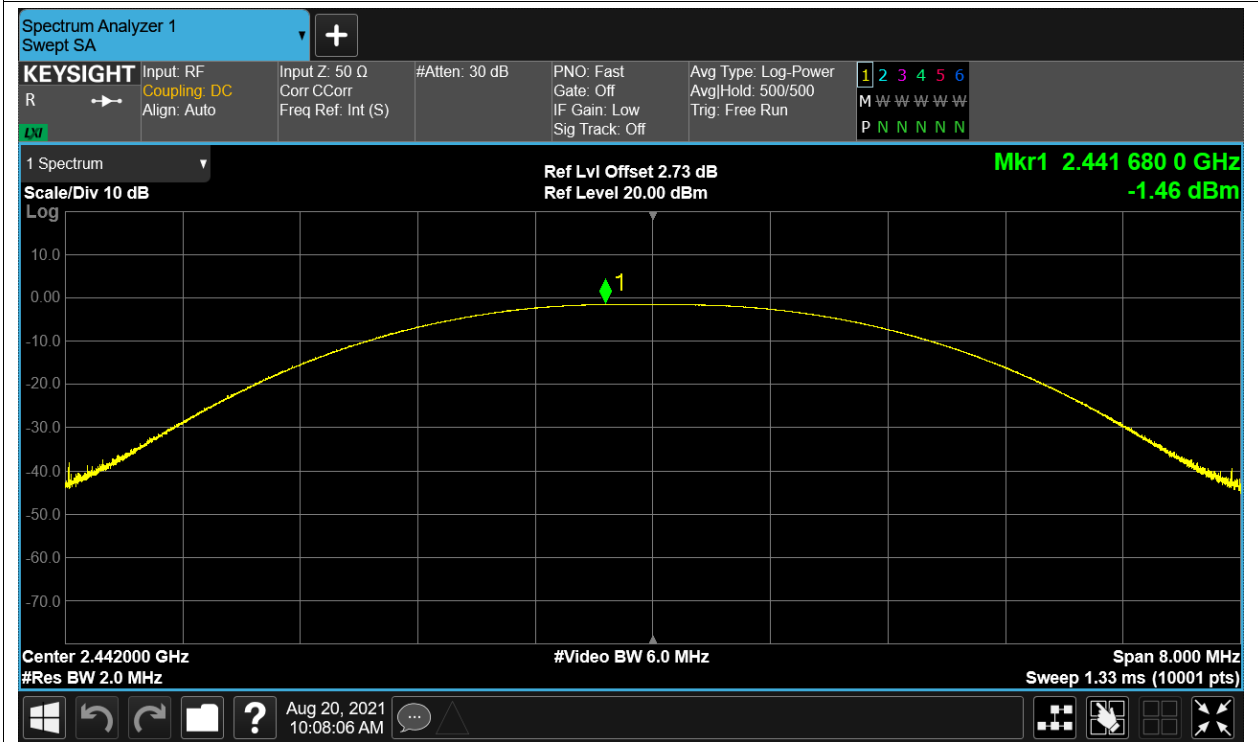 Spectrum Analyzer 1
Swept SA
KEYSIGHT
R
LXI
Input: RF
Coupling: DC
Align: Auto
Input Z: 50 Ω
Corr CCorr
Freq Ref: Int (S)
#Atten: 30 dB
PNO: Fast
Gate: Off
IF Gain: Low
Sig Track: Off
Avg Type: Log-Power
Avg|Hold: 500/500
Trig: Free Run
1 2 3 4 5 6
M W W W W W
P N N N N N
1 Spectrum
Scale/Div 10 dB
Log
Ref Lvl Offset 2.73 dB
Ref Level 20.00 dBm
Mkr1 2.441 680 0 GHz
-1.46 dBm
1
10.0
0.00
-10.0
-20.0
-30.0
-40.0
-50.0
-60.0
-70.0
Center 2.442000 GHz
#Res BW 2.0 MHz
#Video BW 6.0 MHz
Span 8.000 MHz
Sweep 1.33 ms (10001 pts)
?
Aug 20, 2021
10:08:06 AM